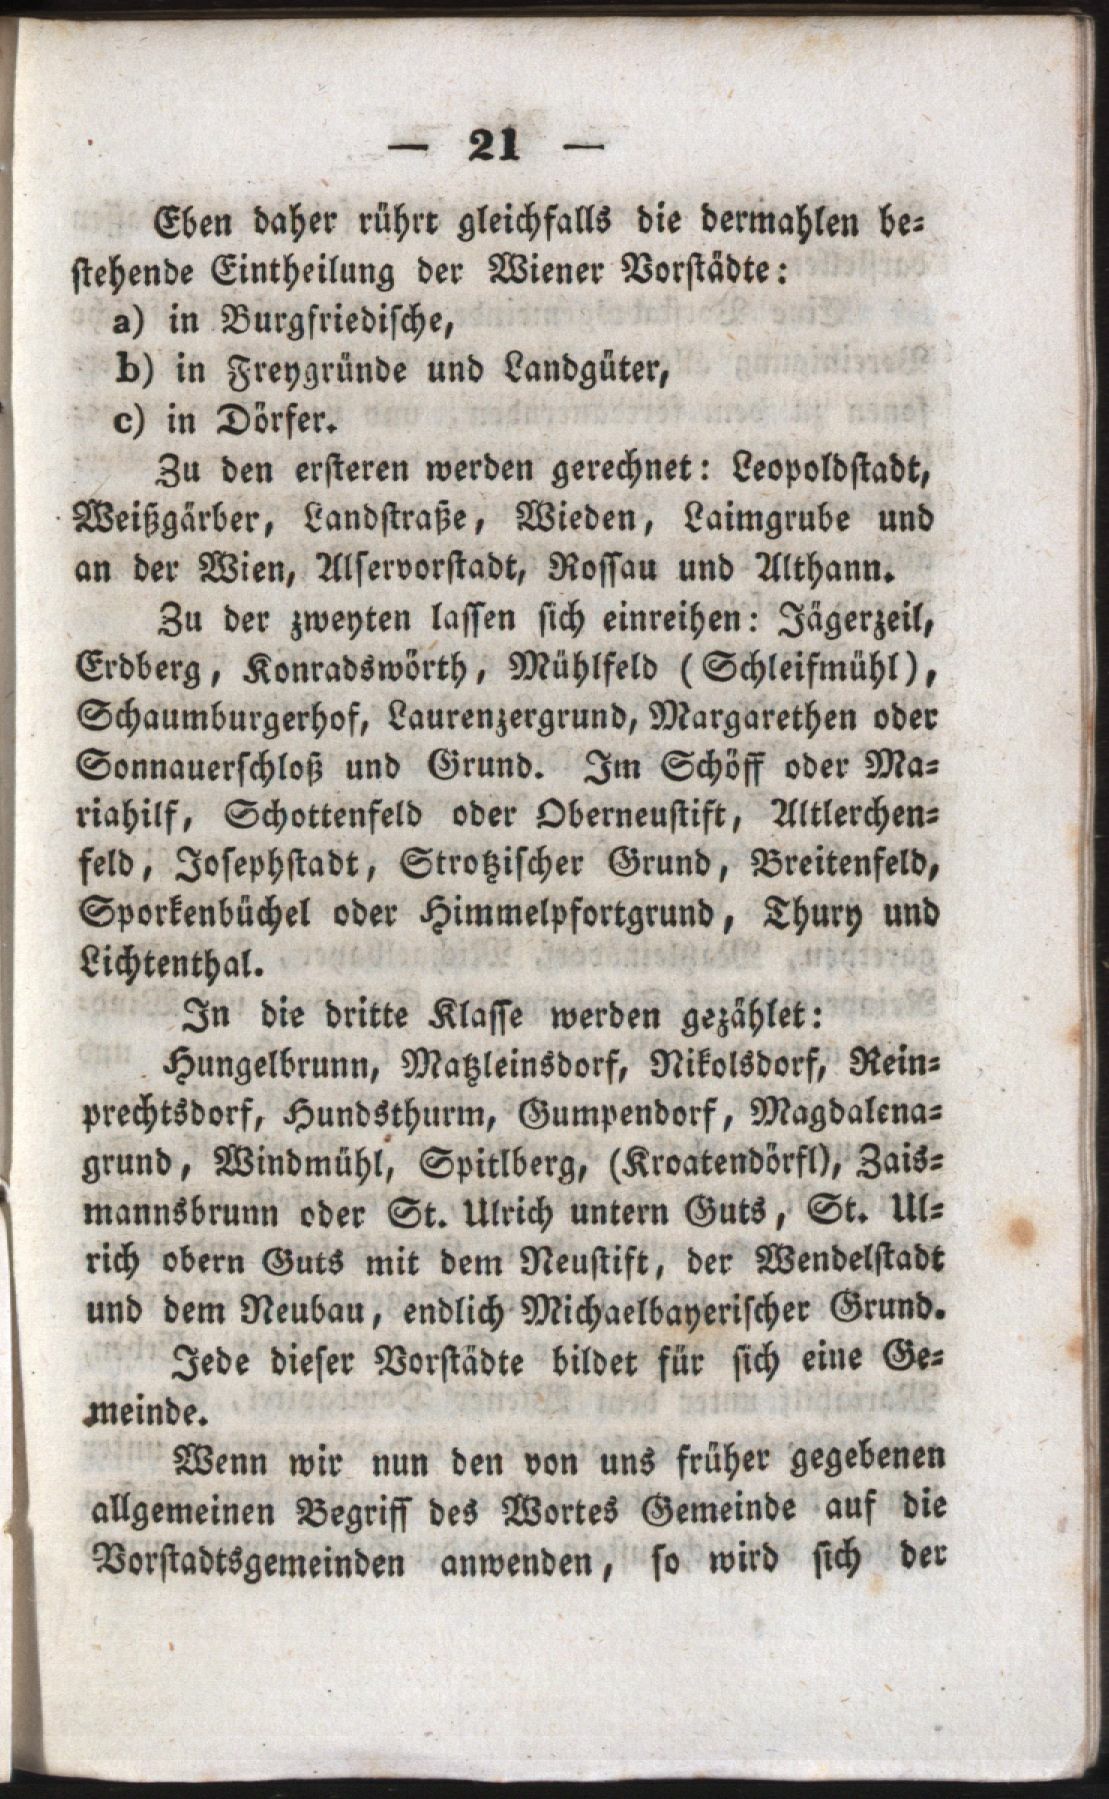 — 21 —
Eben daher rührt gleichfalls die dermahlen be=
stehende Eintheilung der Wiener Vorstädte:
a) in Burgfriedische,
b) in Freygründe und Landgüter,
c) in Dörfer.
Zu den ersteren werden gerechnet: Leopoldstadt,
Weißgärber, Landstraße, Wieden, Laimgrube und
an der Wien, Alservorstadt, Rossau und Althann.
Zu der zweyten lassen sich einreihen: Jägerzeil,
Erdberg, Konradswörth, Mühlfeld (Schleifmühl),
Schaumburgerhof, Laurenzergrund, Margarethen oder
Sonnauerschloß und Grund. Im Schöff oder Ma=
riahilf, Schottenfeld oder Oberneustift, Altlerchen=
feld, Josephstadt, Strotzischer Grund, Breitenfeld,
Sporkenbüchel oder Himmelpfortgrund, Thury und
Lichtenthal.
In die dritte Klasse werden gezählet:
Hungelbrunn, Matzleinsdorf, Nikolsdorf, Rein=
prechtsdorf, Hundsthurm, Gumpendorf, Magdalena=
grund, Windmühl, Spitlberg, (Kroatendörfl), Zais=
mannsbrunn oder St. Ulrich untern Guts, St. Ul=
rich obern Guts mit dem Neustift, der Wendelstadt
und dem Neubau, endlich Michaelbayerischer Grund.
Jede dieser Vorstädte bildet für sich eine Ge=
meinde.
Wenn wir nun den von uns früher gegebenen
allgemeinen Begriff des Wortes Gemeinde auf die
Vorstadtsgemeinden anwenden, so wird sich der